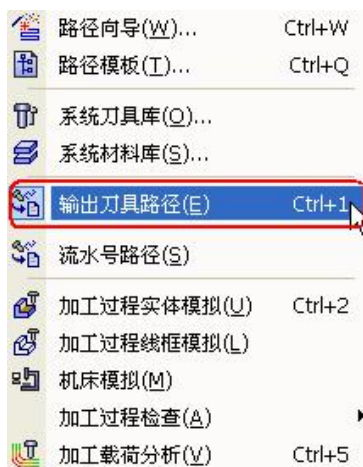 路径向导(W)... Ctrl+W
路径模板(T)... Ctrl+Q
系统刀具库(O)...
系统材料库(S)...
输出刀具路径(E) Ctrl+1
流水号路径(S)
加工过程实体模拟(U) Ctrl+2
加工过程线框模拟(L)
机床模拟(M)
加工过程检查(A)
加工载荷分析(V) Ctrl+5